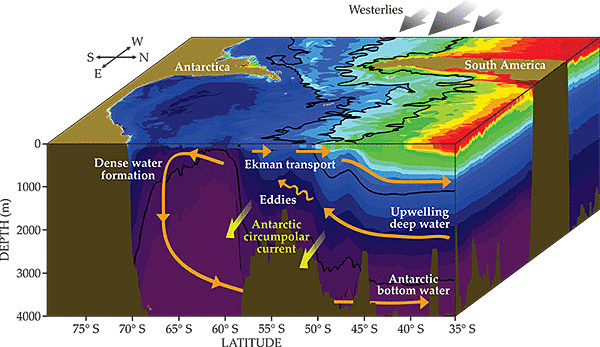 Westerlies
W
S N
E
Antarctica
South America
0
1000
2000
3000
4000
DEPTH (m)
Dense water
formation
Ekman transport
Eddies
Upwelling
deep water
Antarctic
circumpolar
current
Antarctic
bottom water
75° S 70° S 65° S 60° S 55° S 50° S 45° S 40° S 35° S
LATITUDE